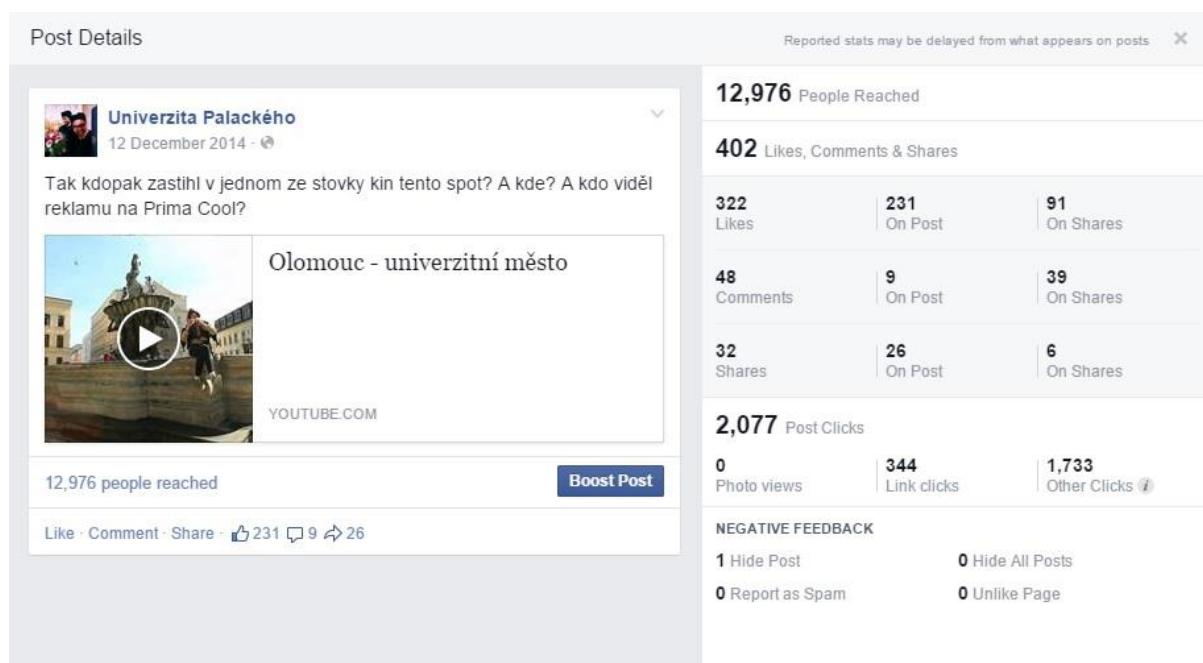 Post Details
Reported stats may be delayed from what appears on posts
Univerzita Palackého
12 December 2014 ·
Tak kdopak zastihl v jednom ze stovky kin tento spot? A kde? A kdo viděl
reklamu na Prima Cool?
Olomouc - univerzitní město
YOUTUBE.COM
12,976 people reached
Boost Post
Like · Comment · Share · 231 9 26
12,976 People Reached
402 Likes, Comments & Shares
322 231 91
Likes On Post On Shares
48 9 39
Comments On Post On Shares
32 26 6
Shares On Post On Shares
2,077 Post Clicks
0 344 1,733
Photo views Link clicks Other Clicks i
NEGATIVE FEEDBACK
1 Hide Post 0 Hide All Posts
0 Report as Spam 0 Unlike Page